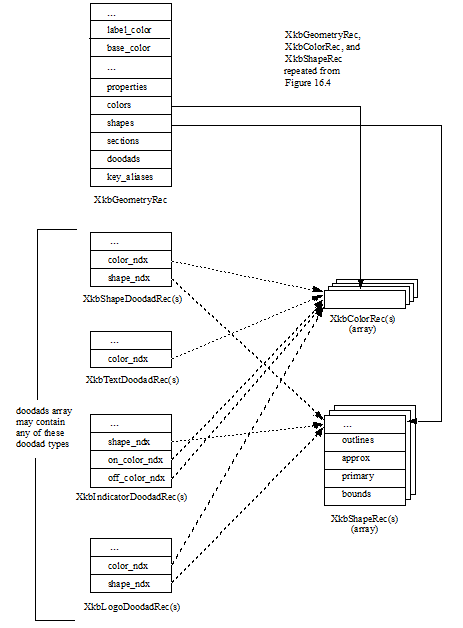 ...
label_color
base_color
...
properties
colors
shapes
sections
doodads
key_aliases
XkbGeometryRec
XkbGeometryRec,
XkbColorRec, and
XkbShapeRec
repeated from
Figure 16.4
...
color_ndx
shape_ndx
XkbShapeDoodadRec(s)
...
color_ndx
XkbTextDoodadRec(s)
doodads array
may contain
any of these
doodad types
...
shape_ndx
on_color_ndx
off_color_ndx
XkbIndicatorDoodadRec(s)
...
color_ndx
shape_ndx
XkbLogoDoodadRec(s)
XkbColorRec(s)
(array)
...
outlines
approx
primary
bounds
XkbShapeRec(s)
(array)